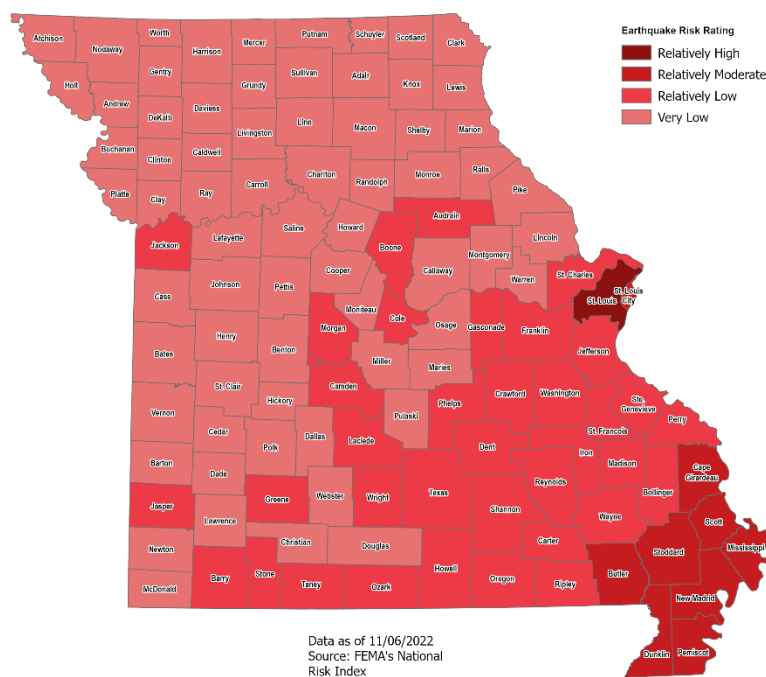 Earthquake Risk Rating
Relatively High
Relatively Moderate
Relatively Low
Very Low
Atchison
Nodaway
Worth
Harrison
Mercer
Putnam
Schuyler
Scotland
Clark
Holt
Gentry
Andrew
DeKalb
Daviess
Grundy
Sullivan
Adair
Knox
Lewis
Buchanan
Clinton
Caldwell
Livingston
Linn
Macon
Shelby
Marion
Platte
Clay
Ray
Carroll
Chariton
Randolph
Monroe
Ralls
Pike
Jackson
Lafayette
Saline
Howard
Boone
Audrain
Callaway
Montgomery
Lincoln
Warren
St. Charles
St. Louis
St. Louis
City
Cass
Johnson
Pettis
Cooper
Moniteau
Cole
Osage
Gasconade
Franklin
Jefferson
Bates
Henry
Benton
Morgan
Miller
Maries
Vernon
St. Clair
Hickory
Camden
Pulaski
Phelps
Crawford
Washington
St. Francois
Ste.
Genevieve
Perry
Barton
Cedar
Polk
Dallas
Laclede
Dent
Iron
Madison
Bollinger
Cape
Girardeau
Jasper
Dade
Greene
Webster
Wright
Texas
Shannon
Reynolds
Wayne
Scott
Mississippi
Newton
Lawrence
Christian
Douglas
Howell
Carter
Butler
Stoddard
McDonald
Barry
Stone
Taney
Ozark
Oregon
Ripley
New Madrid
Dunklin
Pemiscot
Data as of 11/06/2022
Source: FEMA's National
Risk Index